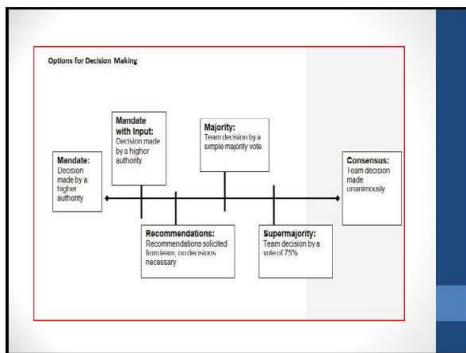 Options for Decision Making
Mandate
with Input:
Decision made
by a higher
authority
Majority:
Team decision by a
simple majority vote
Mandate:
Decision
made by a
higher
authority
Consensus:
Team decision
made
unanimously
Recommendations:
Recommendations solicited
from team, no decisions
necessary
Supermajority:
Team decision by a
vote of 75%